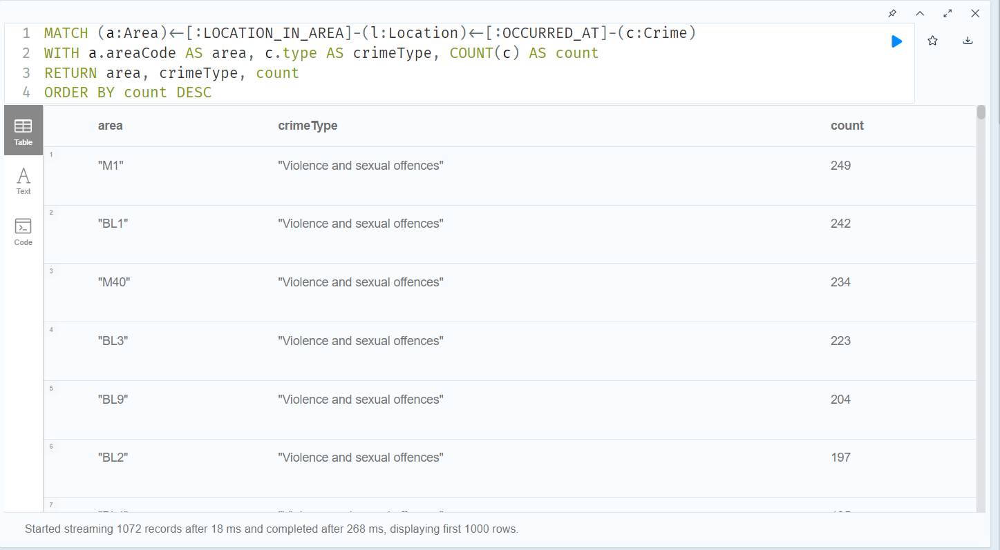 1 MATCH (a:Area)<-[:LOCATION_IN_AREA]-(l:Location)<-[:OCCURRED_AT]-(c:Crime)
2 WITH a.areaCode AS area, c.type AS crimeType, COUNT(c) AS count
3 RETURN area, crimeType, count
4 ORDER BY count DESC
Table
Text
Code
area crimeType count
1 "M1" "Violence and sexual offences" 249
2 "BL1" "Violence and sexual offences" 242
3 "M40" "Violence and sexual offences" 234
4 "BL3" "Violence and sexual offences" 223
5 "BL9" "Violence and sexual offences" 204
6 "BL2" "Violence and sexual offences" 197
7
Started streaming 1072 records after 18 ms and completed after 268 ms, displaying first 1000 rows.